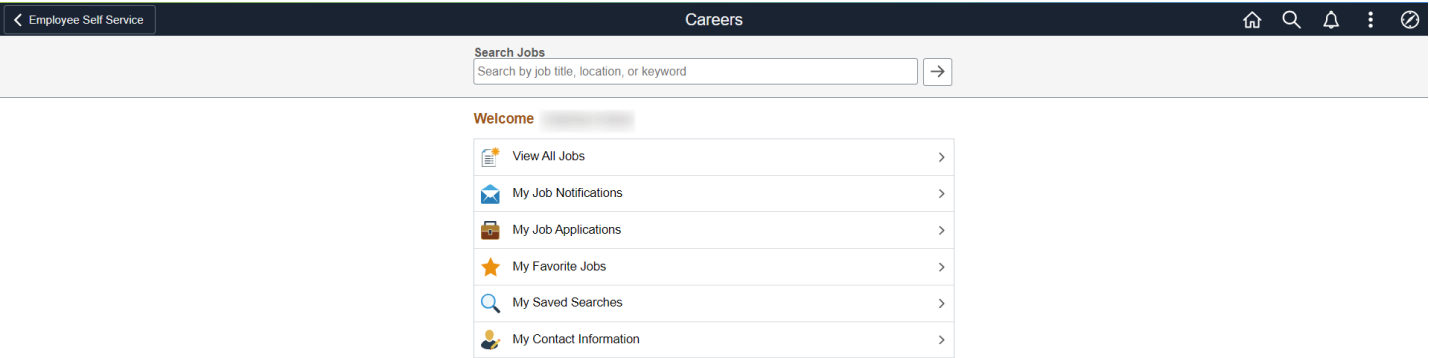 Employee Self Service
Careers
Search Jobs
Search by job title, location, or keyword
Welcome
View All Jobs
My Job Notifications
My Job Applications
My Favorite Jobs
My Saved Searches
My Contact Information